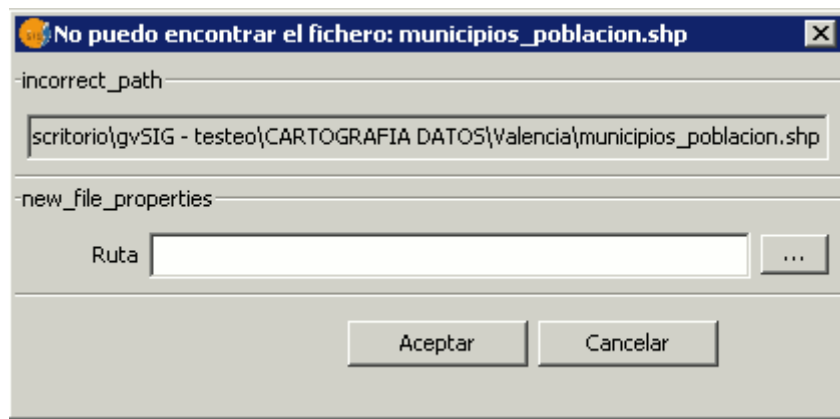 No puedo encontrar el fichero: municipios_poblacion.shp
incorrect_path
scritorio\gvSIG - testeo\CARTOGRAFIA DATOS\Valencia\municipios_poblacion.shp
new_file_properties
Ruta ...
Aceptar Cancelar